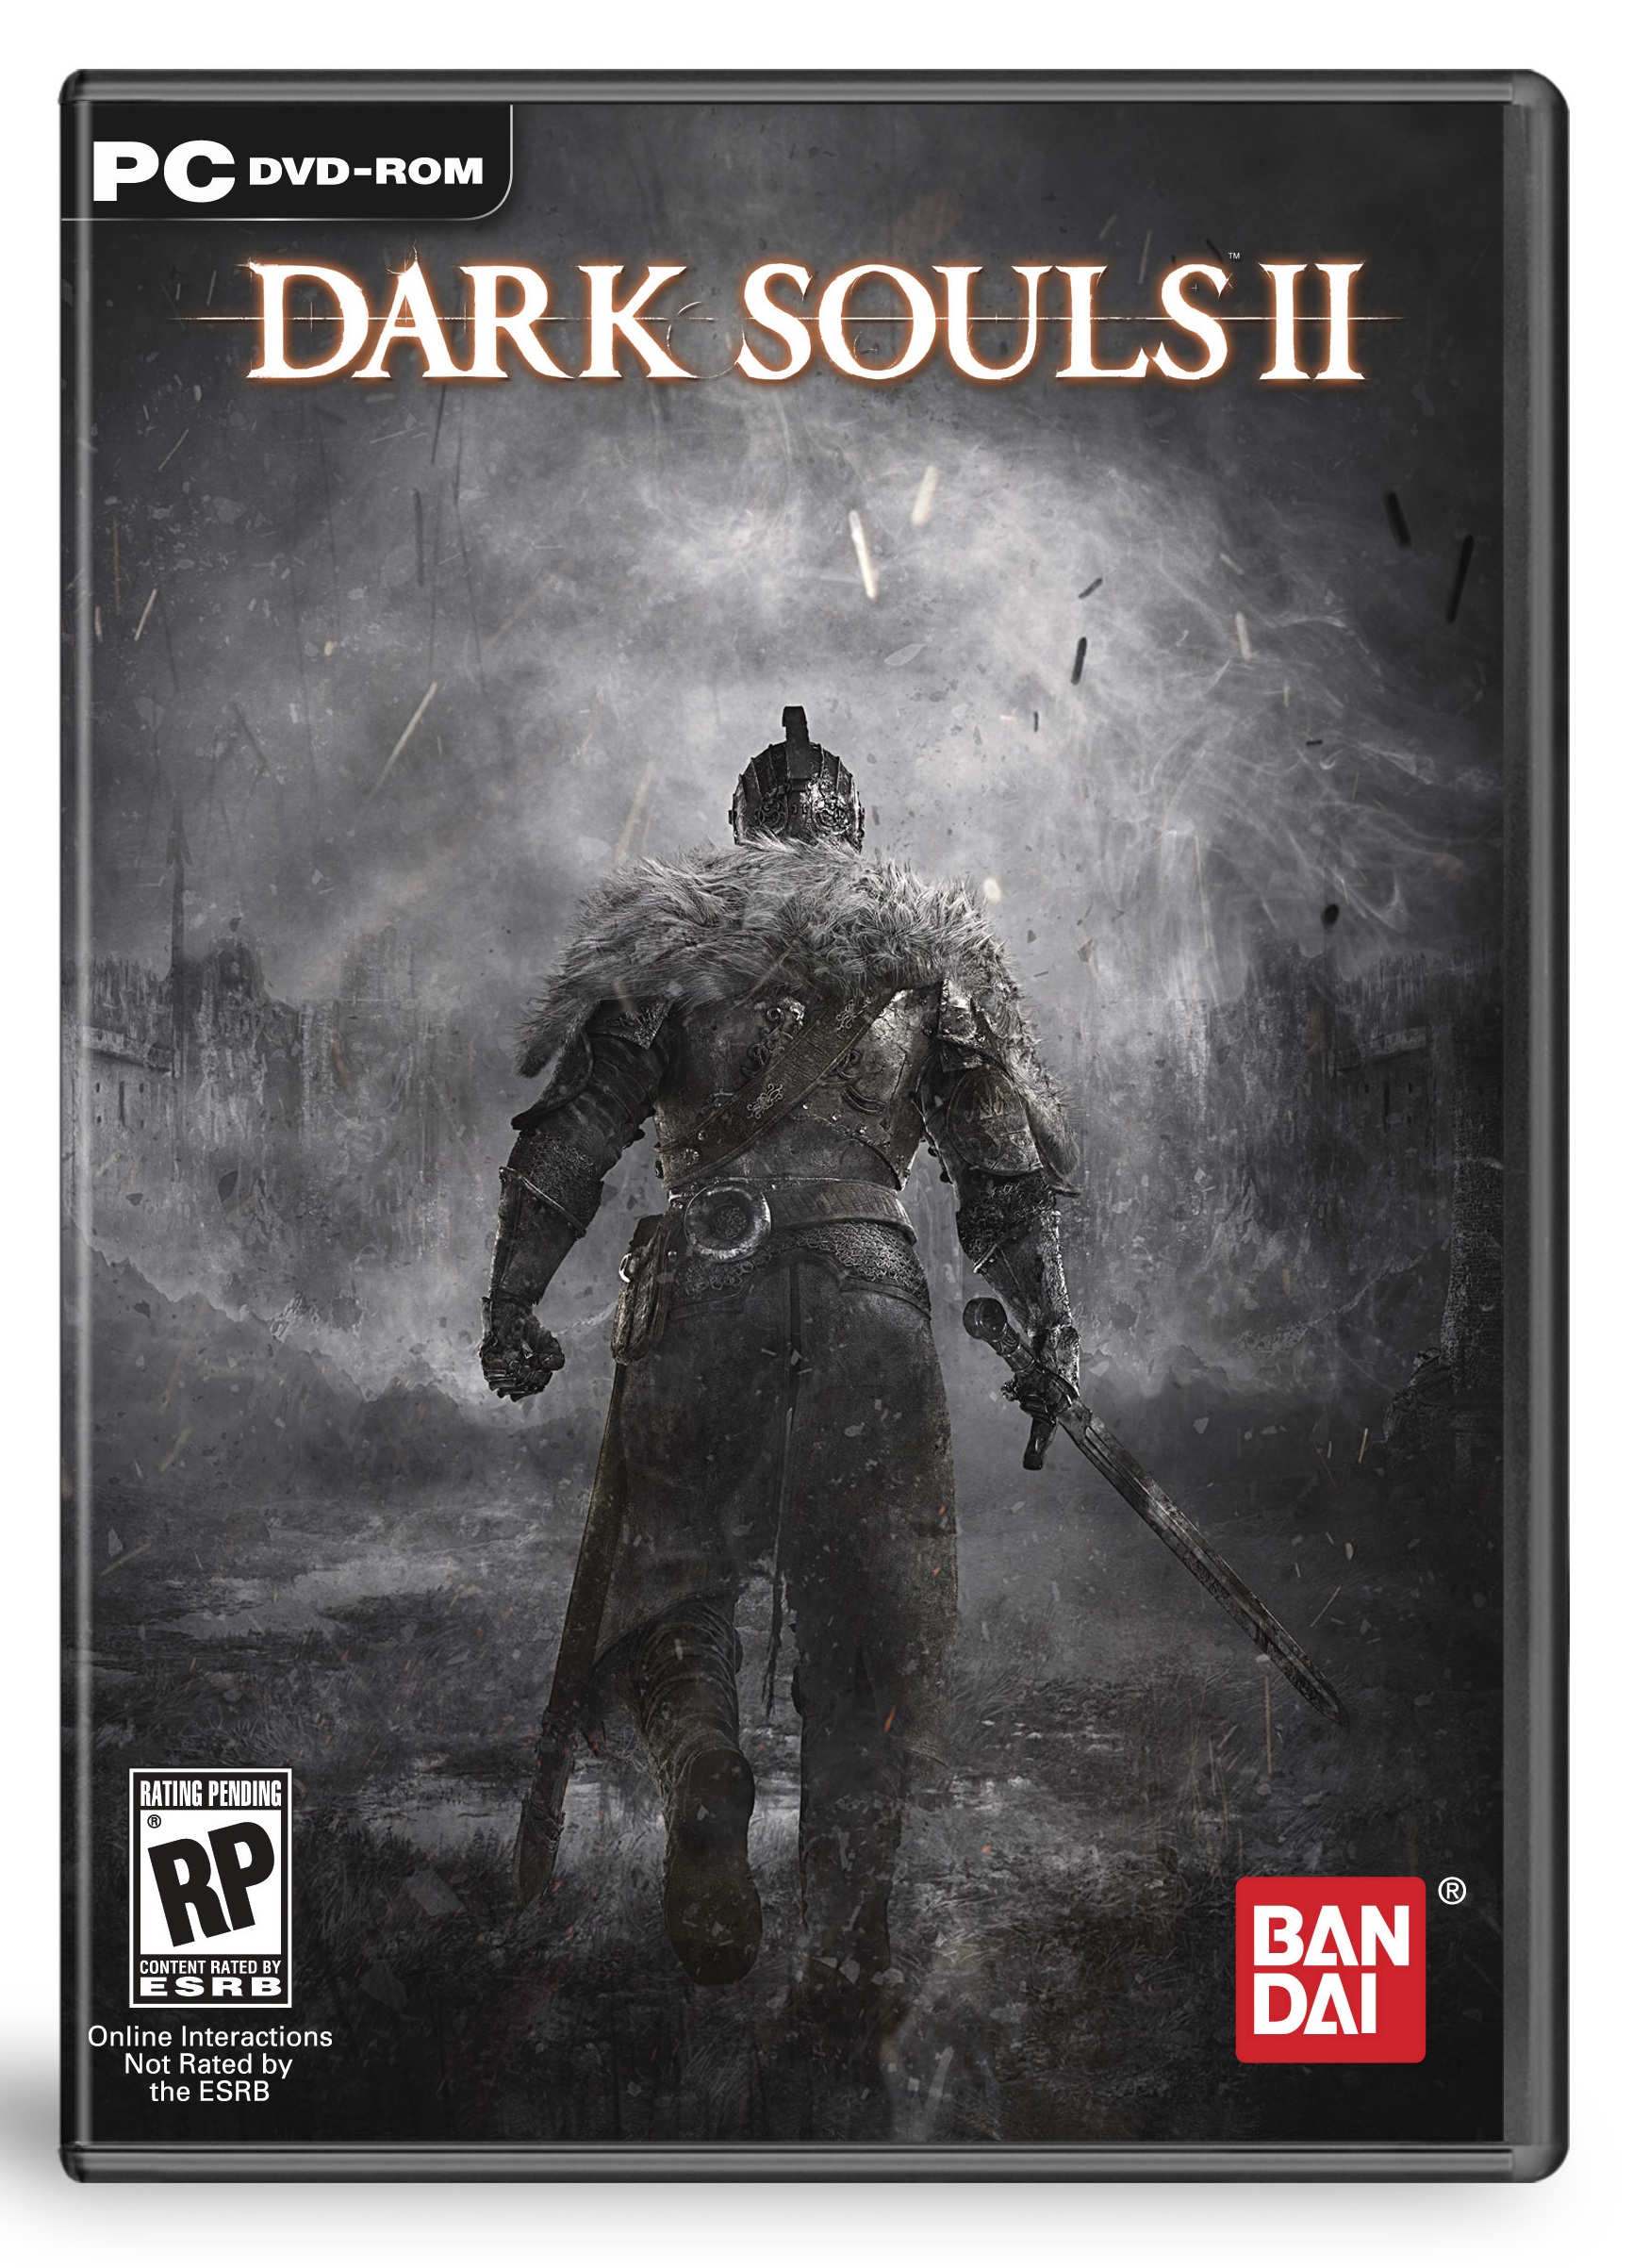 PC DVD-ROM
DARK SOULS™ II
RATING PENDING
®
RP
CONTENT RATED BY
ESRB
Online Interactions
Not Rated by
the ESRB
BAN
DAI
®